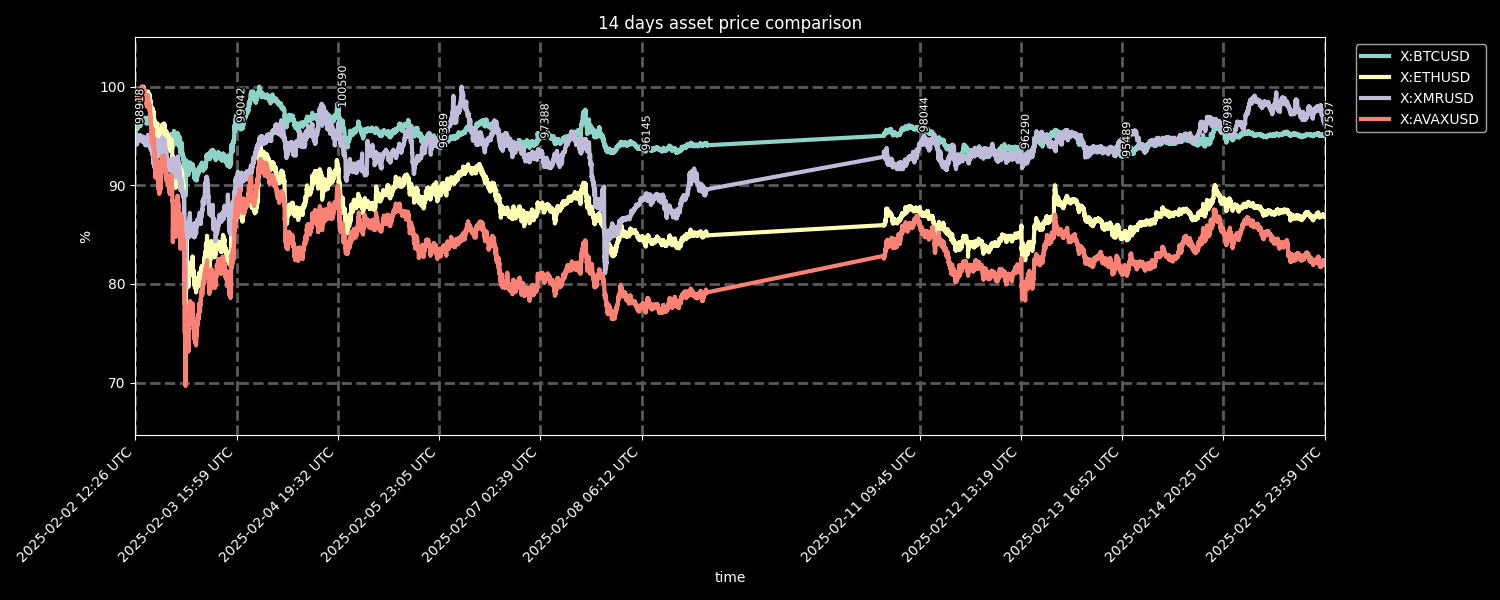 14 days asset price comparison
X:BTCUSD
X:ETHUSD
X:XMRUSD
X:AVAXUSD
100
90
80
70
%
98918
99042
100590
96389
97388
96145
98044
96290
95489
97998
97597
2025-02-02 12:26 UTC
2025-02-03 15:59 UTC
2025-02-04 19:32 UTC
2025-02-05 23:05 UTC
2025-02-07 02:39 UTC
2025-02-08 06:12 UTC
2025-02-11 09:45 UTC
2025-02-12 13:19 UTC
2025-02-13 16:52 UTC
2025-02-14 20:25 UTC
2025-02-15 23:59 UTC
time